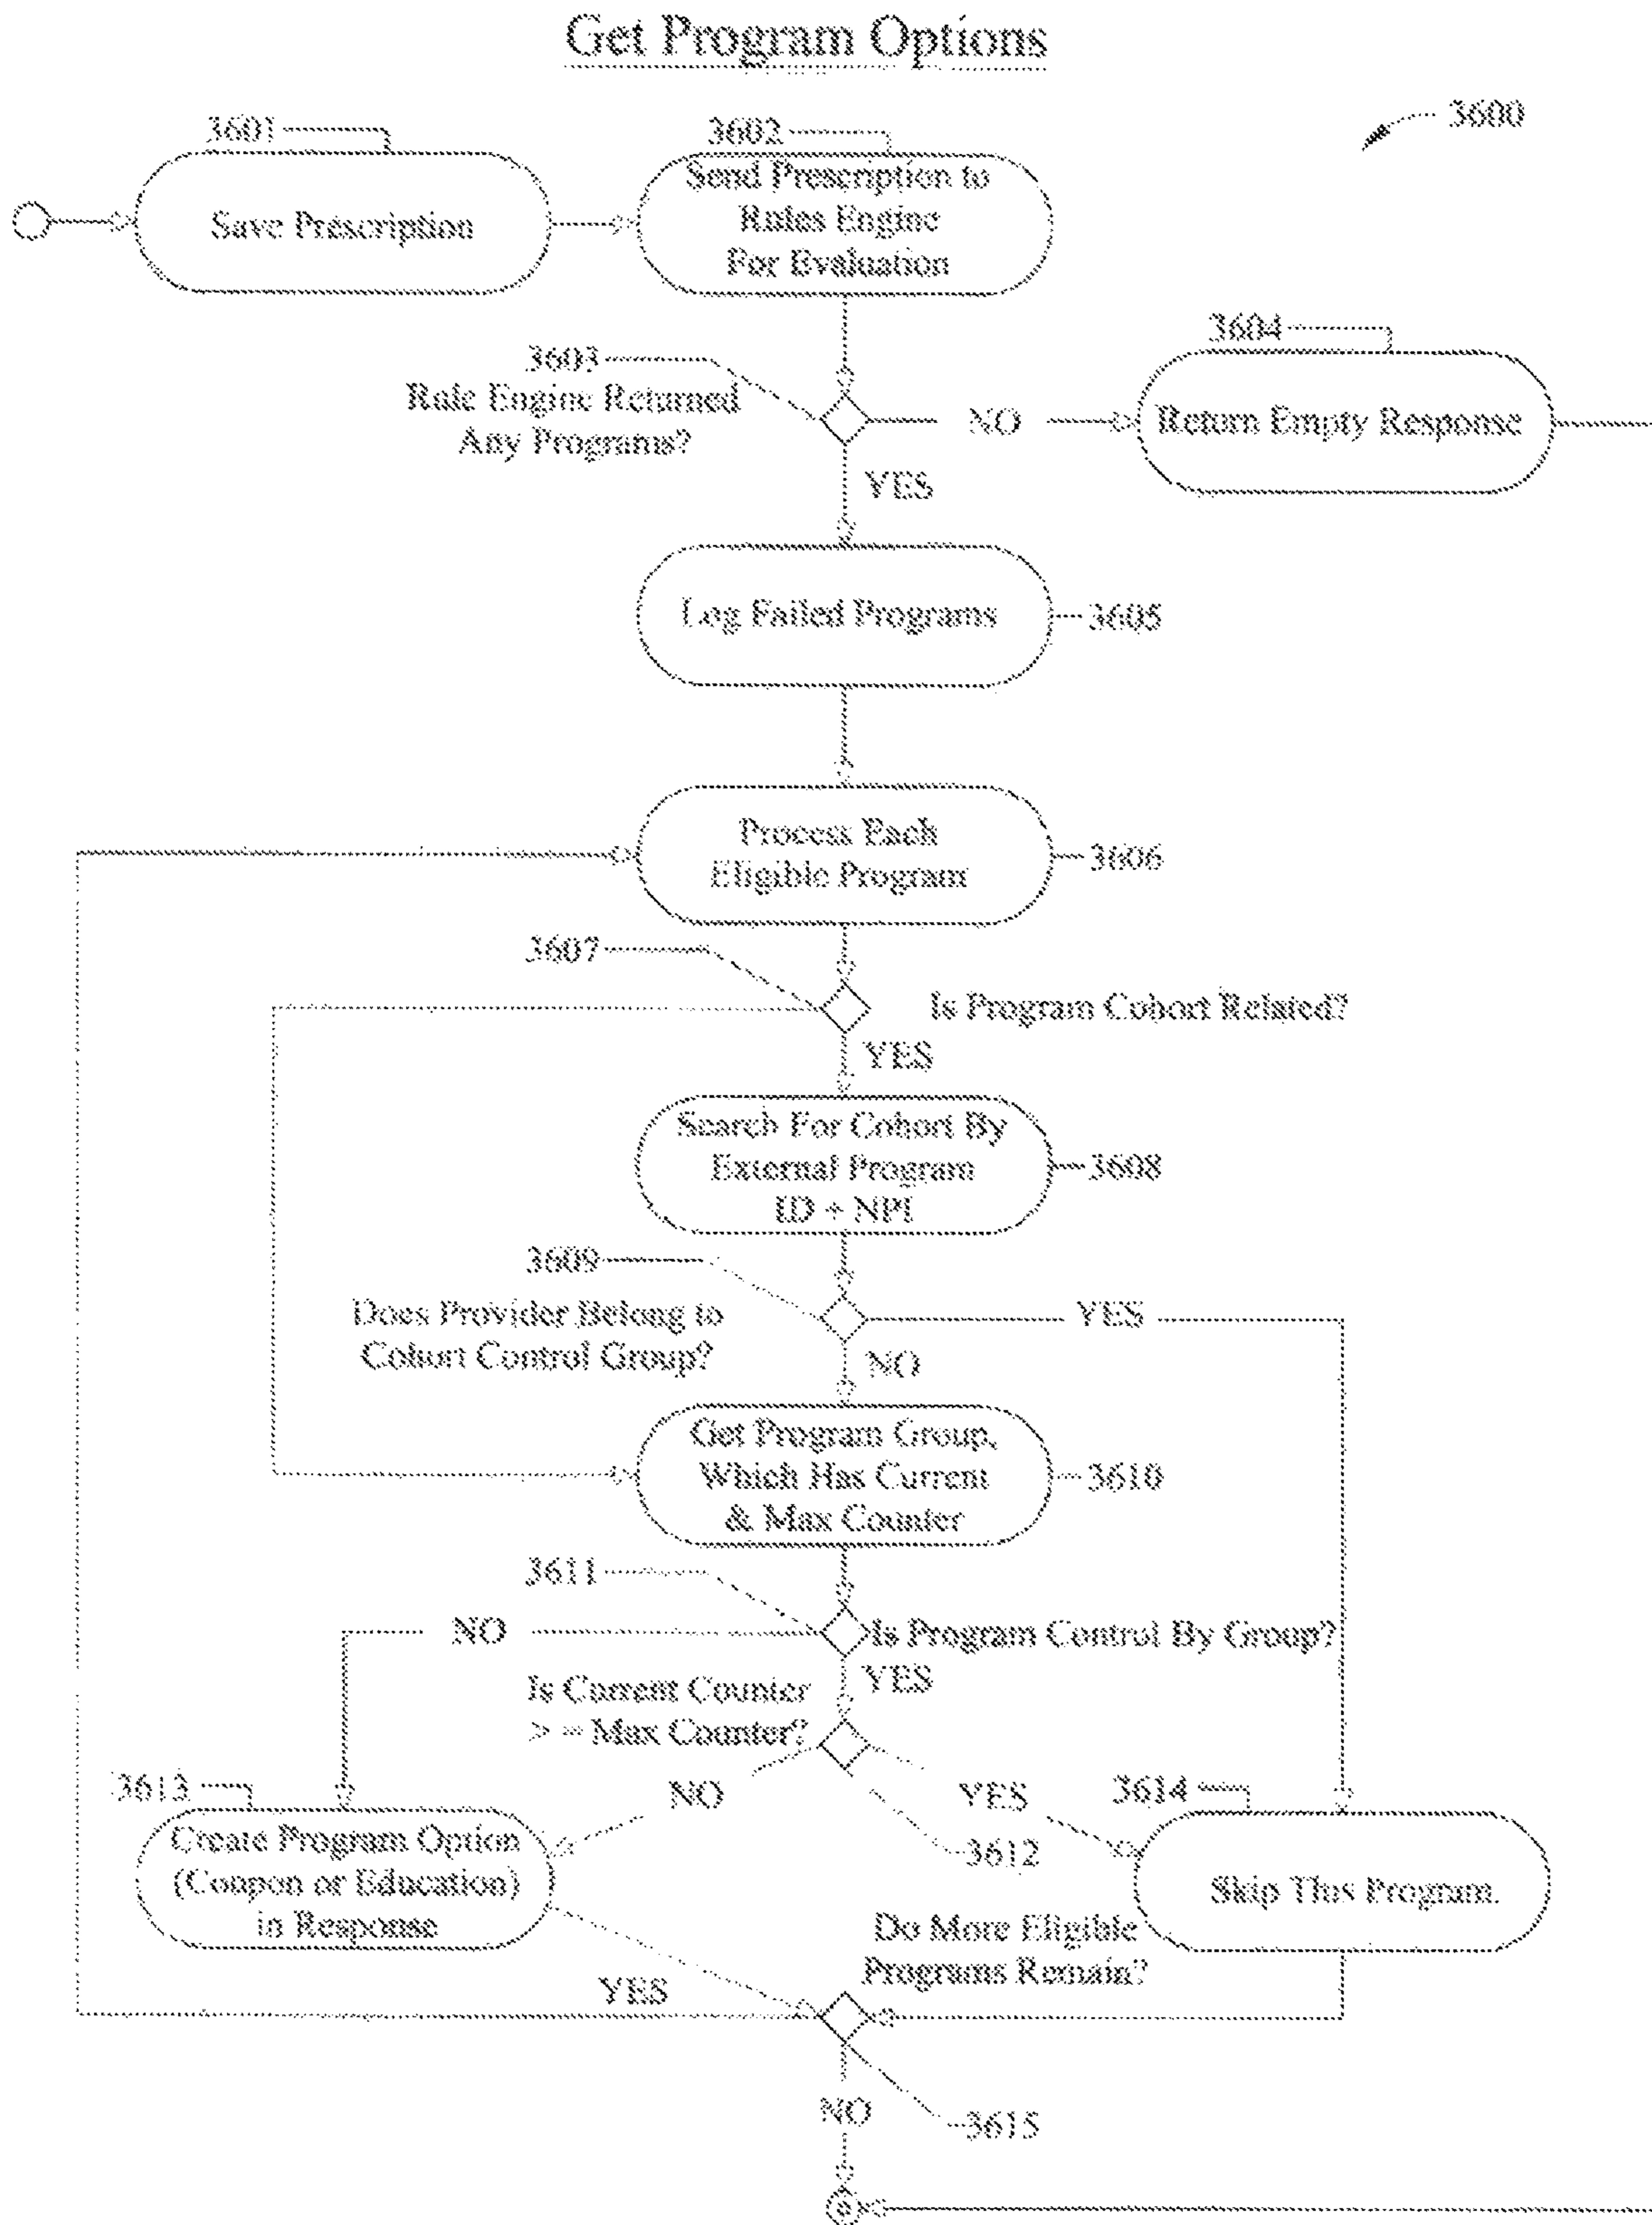 Get Program Options
3600
3601
Save Prescription
3602
Send Prescription to
Rules Engine
For Evaluation
3603
Rule Engine Returned
Any Programs?
NO
3604
Return Empty Response
YES
Log Failed Programs
3605
Process Each
Eligible Program
3606
3607
Is Program Cohort Related?
YES
Search For Cohort By
External Program
ID + NPI
3608
3609
Does Provider Belong to
Cohort Control Group?
YES
NO
Get Program Group,
Which Has Current
& Max Counter
3610
3611
NO
Is Program Control By Group?
YES
Is Current Counter
> = Max Counter?
3613
NO
YES
3614
3612
Create Program Option
(Coupon or Education)
in Response
Skip This Program.
Do More Eligible
Programs Remain?
YES
NO
3615